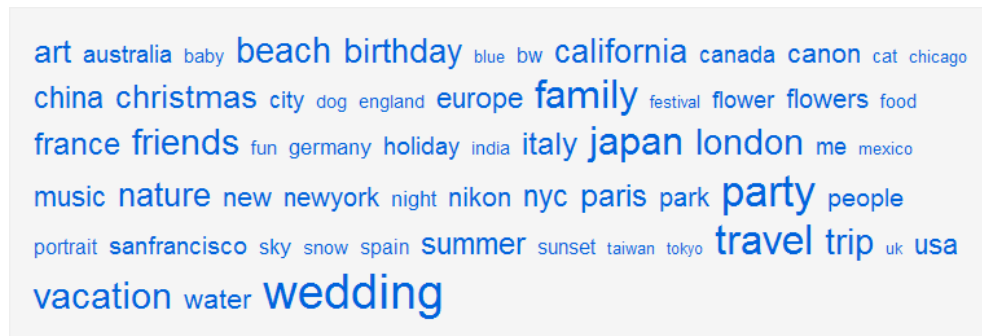 art australia baby beach birthday blue bw california canada canon cat chicago
china christmas city dog england europe family festival flower flowers food
france friends fun germany holiday india italy japan london me mexico
music nature new newyork night nikon nyc paris park party people
portrait sanfrancisco sky snow spain summer sunset taiwan tokyo travel trip uk usa
vacation water wedding